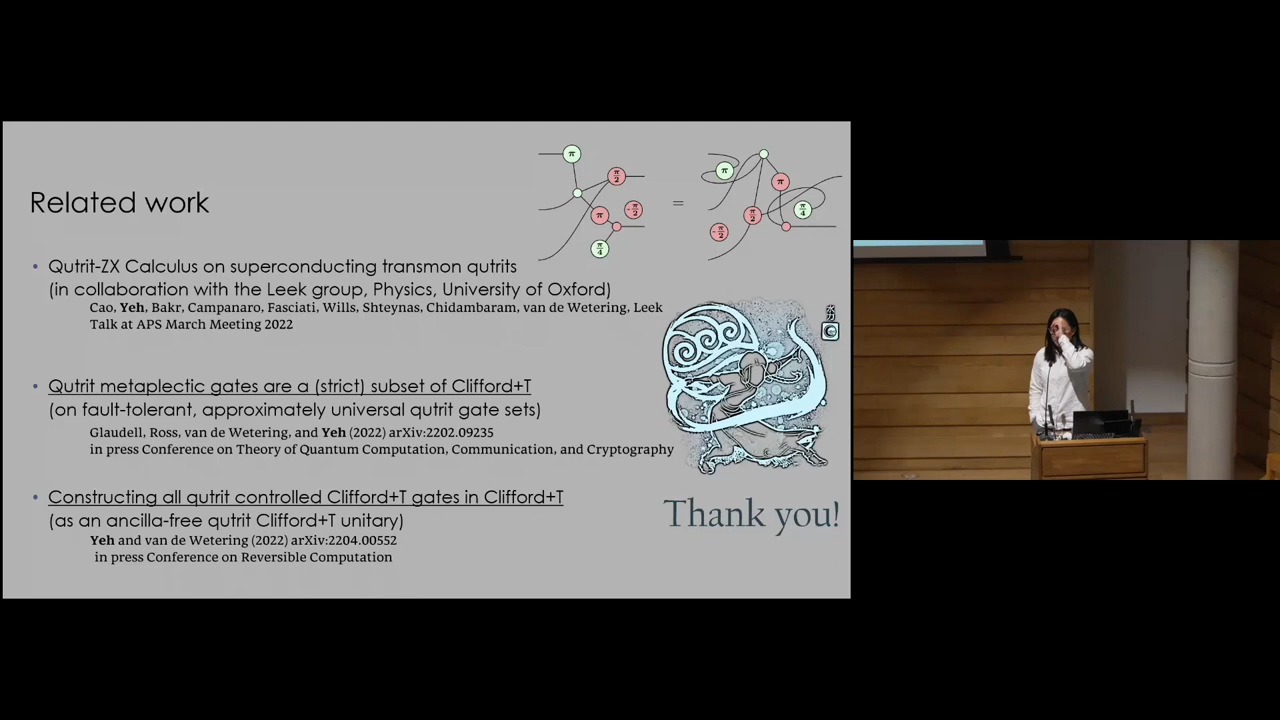 Related work
π
π/2
π
-π/2
π/4
=
π
π
π/2
π/4
-π/2
• Qutrit-ZX Calculus on superconducting transmon qutrits
(in collaboration with the Leek group, Physics, University of Oxford)
Cao, Yeh, Bakr, Campanaro, Fasciati, Wills, Shteynas, Chidambaram, van de Wetering, Leek
Talk at APS March Meeting 2022
• Qutrit metaplectic gates are a (strict) subset of Clifford+T
(on fault-tolerant, approximately universal qutrit gate sets)
Glaudell, Ross, van de Wetering, and Yeh (2022) arXiv:2202.09235
in press Conference on Theory of Quantum Computation, Communication, and Cryptography
• Constructing all qutrit controlled Clifford+T gates in Clifford+T
(as an ancilla-free qutrit Clifford+T unitary)
Yeh and van de Wetering (2022) arXiv:2204.00552
in press Conference on Reversible Computation
Thank you!